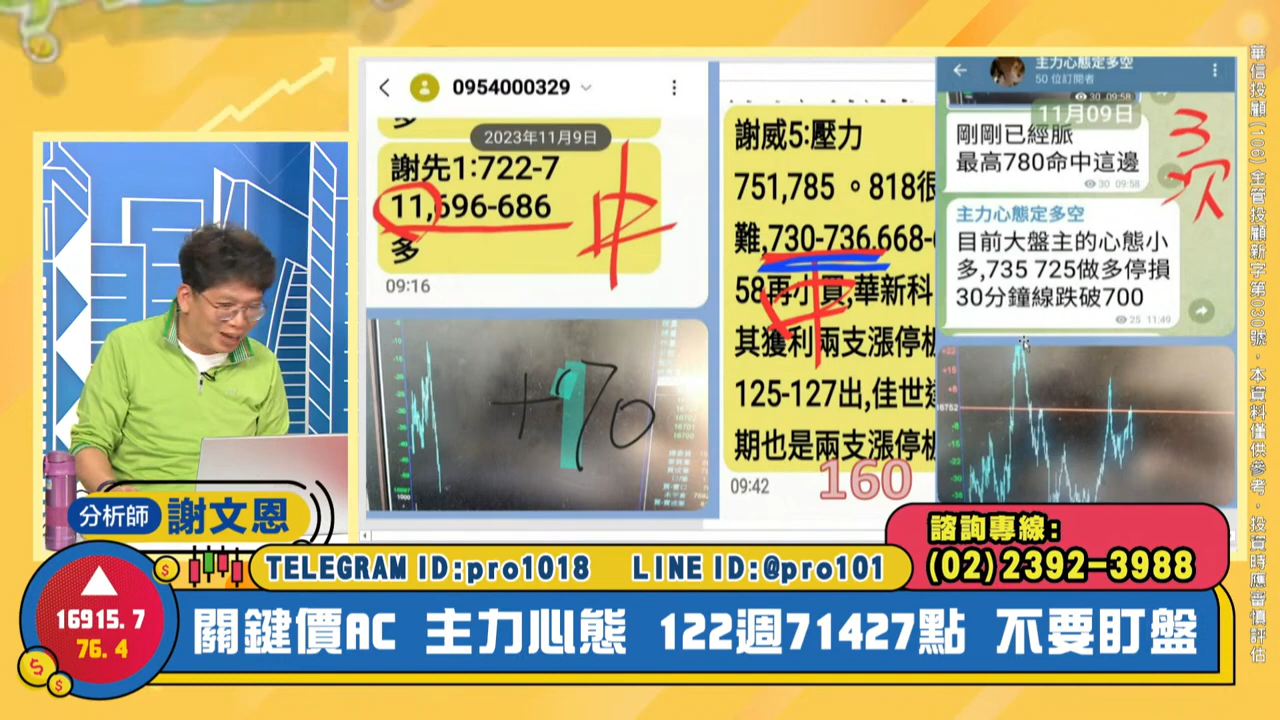 0954000329
多
2023年11月9日
謝先1:722-7
11,696-686
多
09:16
中
+70
謝威5:壓力
751,785。818很
難,730-736,668-6
58再小買,華新科
其獲利兩支漲停板
125-127出,佳世達
期也是兩支漲停板
09:42
160
中
主力心態定多空
50 位訂閱者
30 09:58
11月09日
剛剛已經脈
最高780命中這邊
30 09:58
主力心態定多空
目前大盤主的心態小
多,735 725做多停損
30分鐘線跌破700
25 11:49
3次
華信投顧(106)金管投顧新字第030號，本資料僅供參考，投資時應審慎評估
分析師 謝文恩
諮詢專線:
(02)2392-3988
TELEGRAM ID:pro1018 LINE ID:@pro101
16915.7
76.4
關鍵價AC 主力心態 122週71427點 不要盯盤